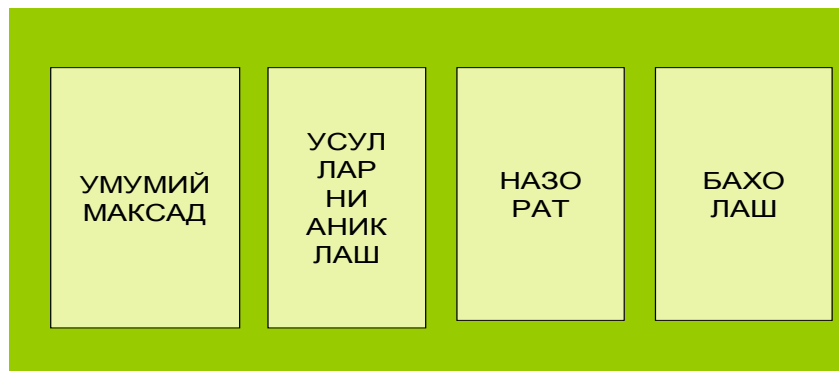 УМУМИЙ
МАКСАД
УСУЛ
ЛАР
НИ
АНИК
ЛАШ
НАЗО
РАТ
БАХО
ЛАШ